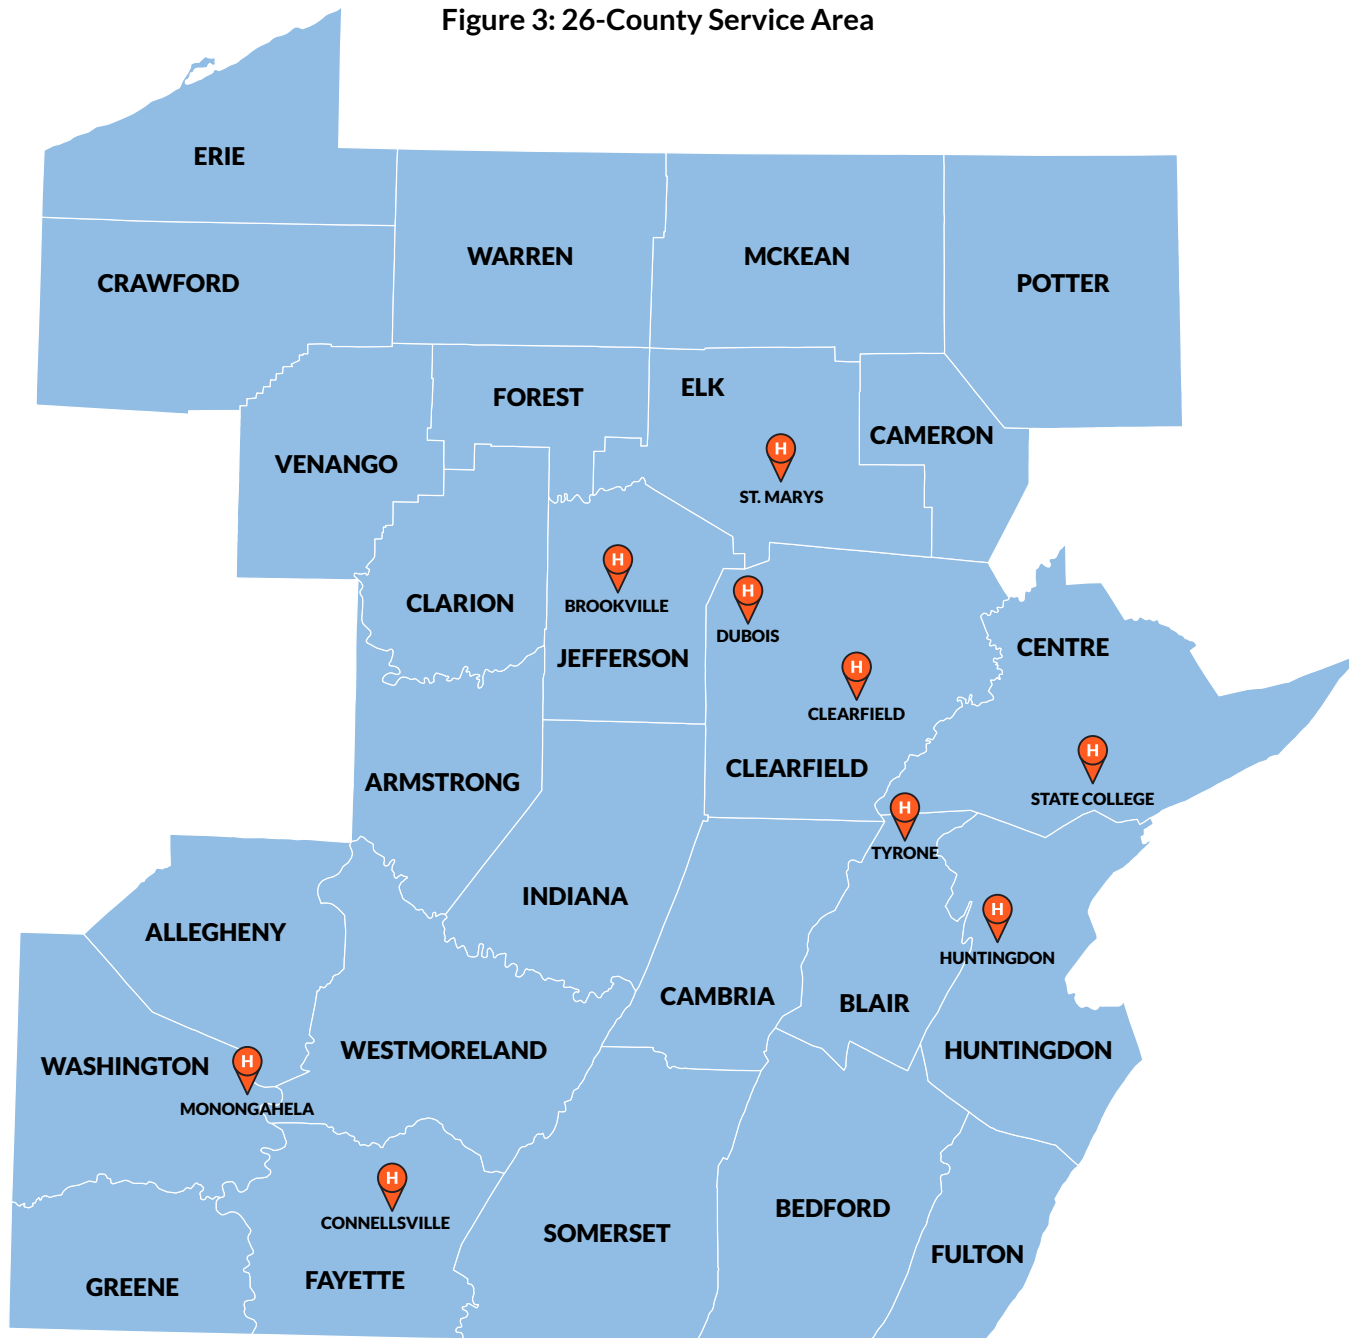 Figure 3: 26-County Service Area
ERIE
WARREN
MCKEAN
CRAWFORD
POTTER
ELK
FOREST
CAMERON
H
VENANGO
ST. MARYS
H
H
CLARION
BROOKVILLE
DUBOIS
CENTRE
JEFFERSON
H
CLEARFIELD
H
CLEARFIELD
ARMSTRONG
STATE COLLEGE
H
TYRONE
INDIANA
H
ALLEGHENY
HUNTINGDON
CAMBRIA
BLAIR
WESTMORELAND
HUNTINGDON
H
WASHINGTON
MONONGAHELA
H
BEDFORD
CONNELLSVILLE
SOMERSET
FULTON
FAYETTE
GREENE